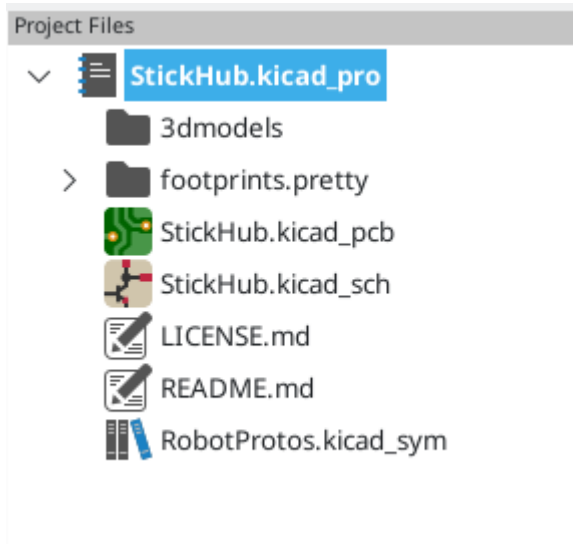 Project Files
StickHub.kicad_pro
3dmodels
footprints.pretty
StickHub.kicad_pcb
StickHub.kicad_sch
LICENSE.md
README.md
RobotProtos.kicad_sym